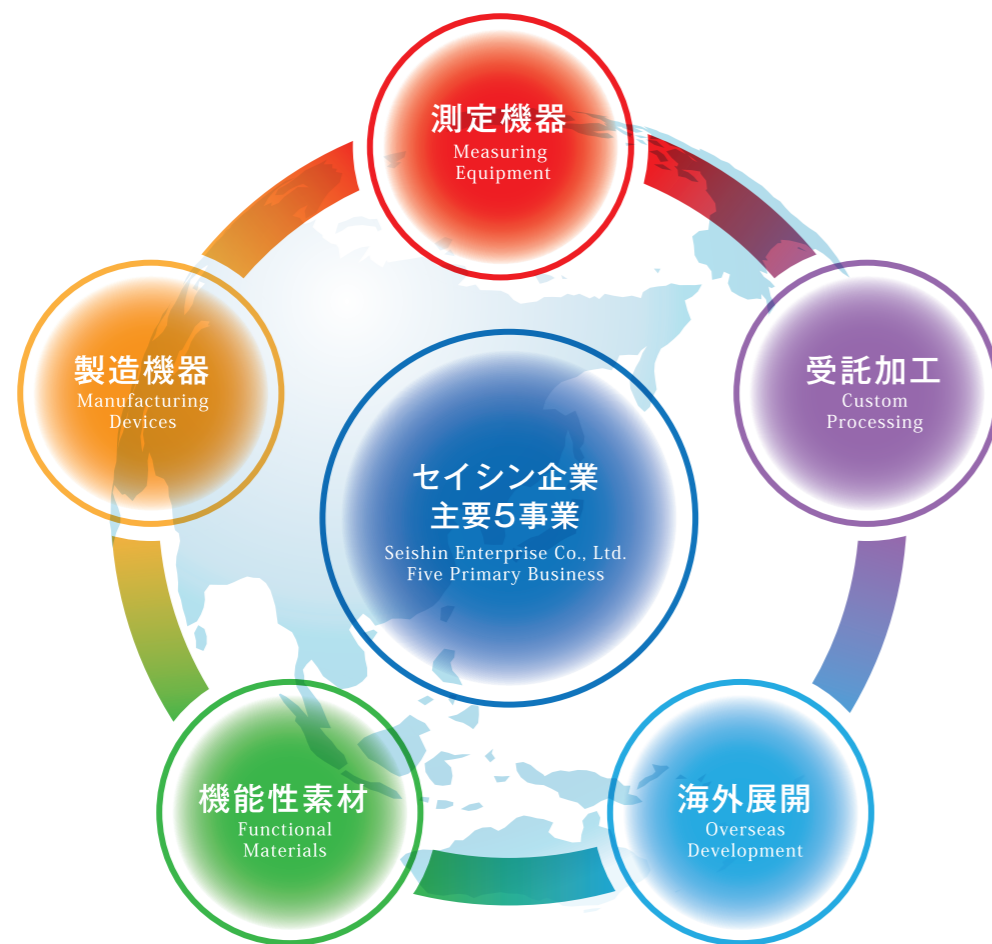 測定機器
Measuring
Equipment
製造機器
Manufacturing
Devices
受託加工
Custom
Processing
セイシン企業
主要5事業
Seishin Enterprise Co., Ltd.
Five Primary Business
機能性素材
Functional
Materials
海外展開
Overseas
Development